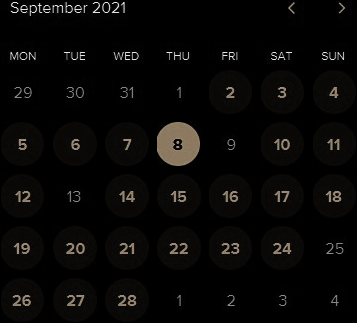 September 2021
MON TUE WED THU FRI SAT SUN
29 30 31 1 2 3 4
5 6 7 8 9 10 11
12 13 14 15 16 17 18
19 20 21 22 23 24 25
26 27 28 1 2 3 4